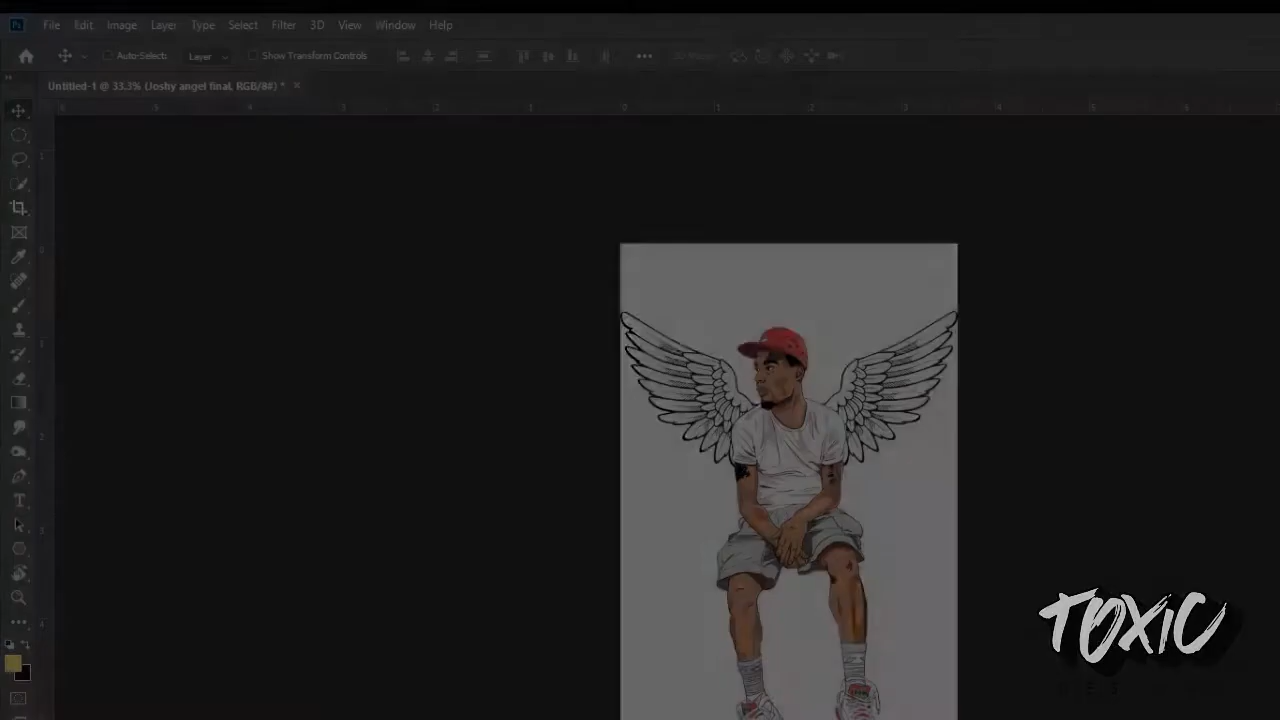 File Edit Image Layer Type Select Filter 3D View Window Help
Auto-Select: Layer Show Transform Controls
Untitled-1 @ 33.3% (Joshy angel final, RGB/8#) *
TOXIC